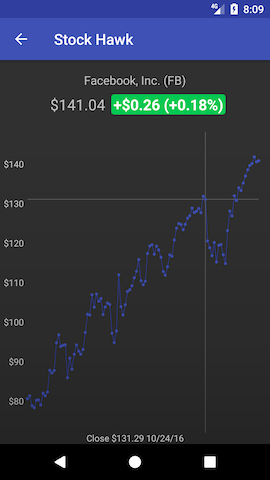 4G 8:09
Stock Hawk
Facebook, Inc. (FB)
$141.04 +$0.26 (+0.18%)
$140
$130
$120
$110
$100
$90
$80
Close $131.29 10/24/16